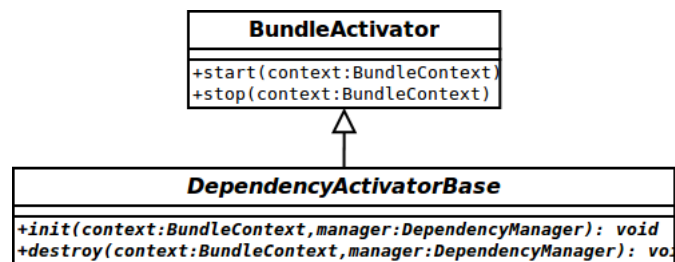 BundleActivator
+start(context:BundleContext)
+stop(context:BundleContext)
DependencyActivatorBase
+init(context:BundleContext,manager:DependencyManager): void
+destroy(context:BundleContext,manager:DependencyManager): voi